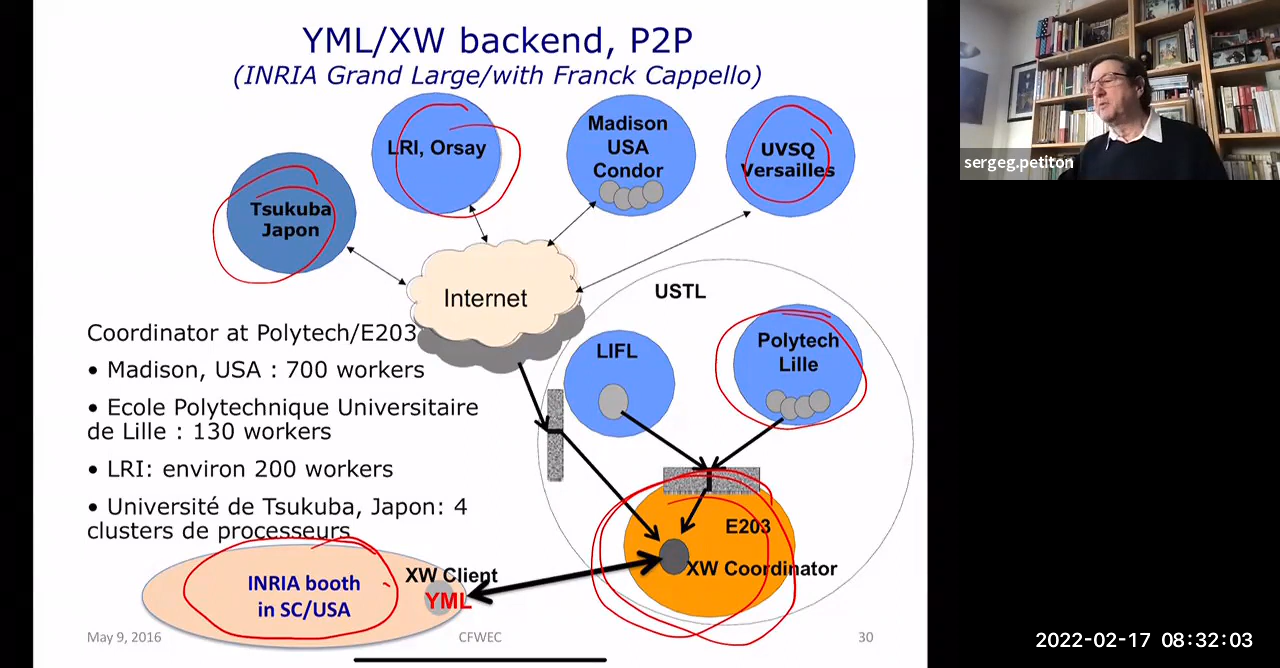 YML/XW backend, P2P
(INRIA Grand Large/with Franck Cappello)
LRI, Orsay
Madison
USA
Condor
UVSQ
Versailles
Tsukuba
Japon
Internet
USTL
LIFL
Polytech
Lille
Coordinator at Polytech/E203
• Madison, USA : 700 workers
• Ecole Polytechnique Universitaire
de Lille : 130 workers
• LRI: environ 200 workers
• Université de Tsukuba, Japon: 4
clusters de processeurs
E203
XW Coordinator
INRIA booth
in SC/USA
XW Client
YML
May 9, 2016
CFWEC
30
sergeg.petiton
2022-02-17 08:32:03